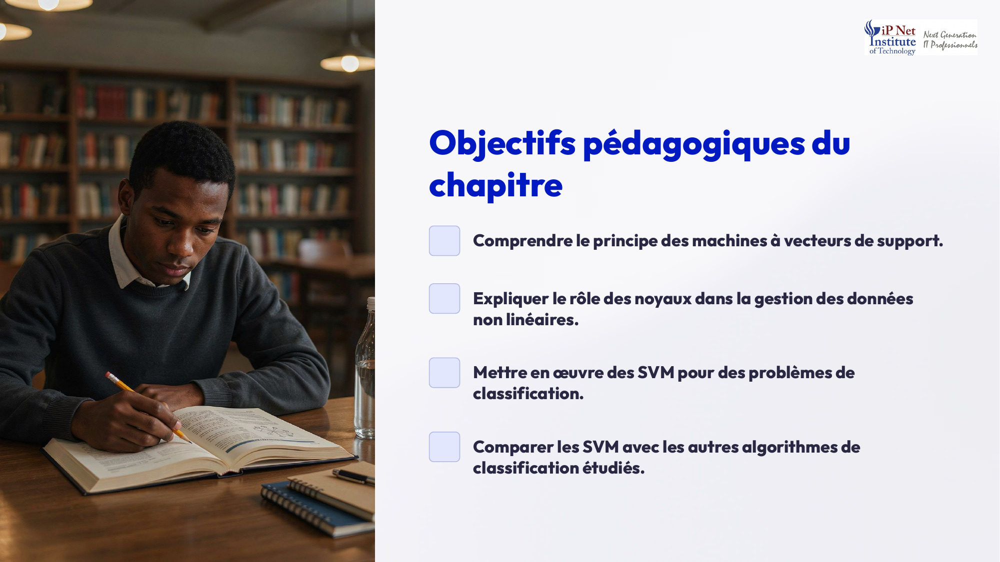 iP Net
Institute
of Technology
Next Generation
IT Professionnels
Objectifs pédagogiques du
chapitre
Comprendre le principe des machines à vecteurs de support.
Expliquer le rôle des noyaux dans la gestion des données
non linéaires.
Mettre en œuvre des SVM pour des problèmes de
classification.
Comparer les SVM avec les autres algorithmes de
classification étudiés.